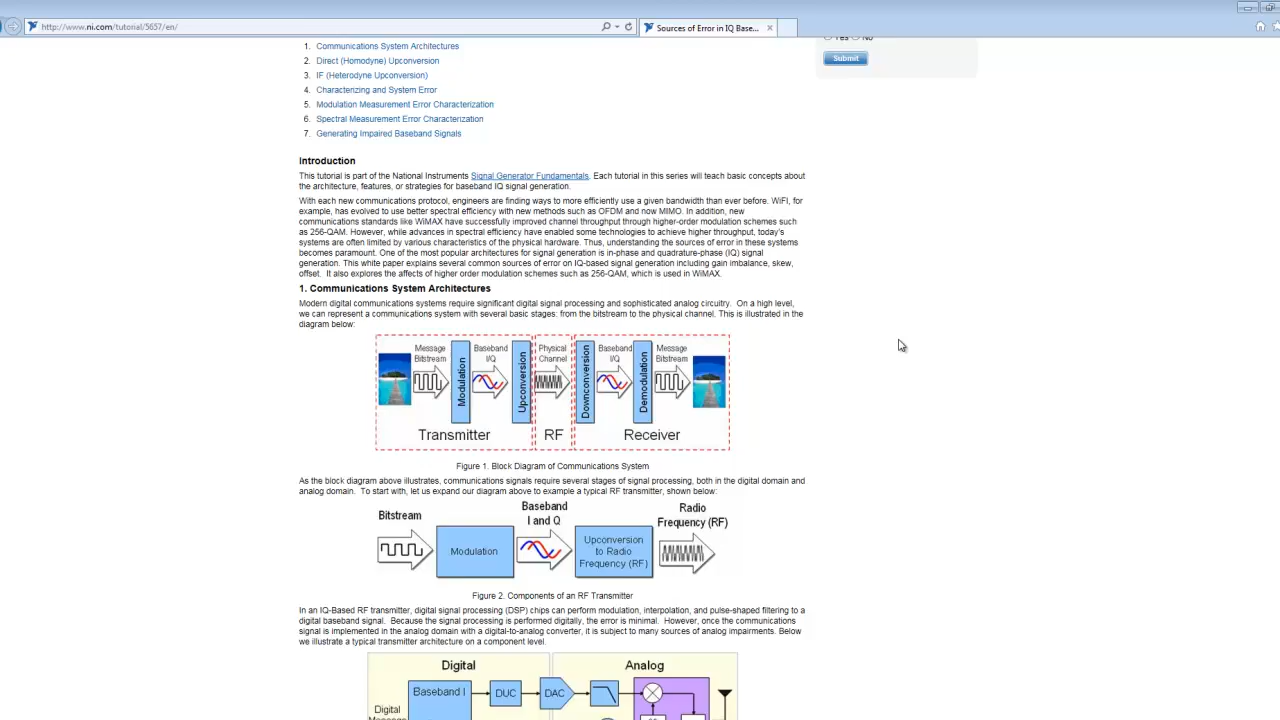 http://www.ni.com/tutorial/5657/en/
Sources of Error in IQ Base...
Yes No
Submit
1. Communications System Architectures
2. Direct (Homodyne) Upconversion
3. IF (Heterodyne Upconversion)
4. Characterizing and System Error
5. Modulation Measurement Error Characterization
6. Spectral Measurement Error Characterization
7. Generating Impaired Baseband Signals
Introduction
This tutorial is part of the National Instruments Signal Generator Fundamentals. Each tutorial in this series will teach basic concepts about
the architecture, features, or strategies for baseband IQ signal generation.
With each new communications protocol, engineers are finding ways to more efficiently use a given bandwidth than ever before. WiFI, for
example, has evolved to use better spectral efficiency with new methods such as OFDM and now MIMO. In addition, new
communications standards like WiMAX have successfully improved channel throughput through higher-order modulation schemes such
as 256-QAM. However, while advances in spectral efficiency have enabled some technologies to achieve higher throughput, today's
systems are often limited by various characteristics of the physical hardware. Thus, understanding the sources of error in these systems
becomes paramount. One of the most popular architectures for signal generation is in-phase and quadrature-phase (IQ) signal
generation. This white paper explains several common sources of error on IQ-based signal generation including gain imbalance, skew,
offset. It also explores the affects of higher order modulation schemes such as 256-QAM, which is used in WiMAX.
1. Communications System Architectures
Modern digital communications systems require significant digital signal processing and sophisticated analog circuitry. On a high level,
we can represent a communications system with several basic stages: from the bitstream to the physical channel. This is illustrated in the
diagram below:
Message Bitstream
Modulation
Baseband I/Q
Upconversion
Physical Channel
Downconversion
Baseband I/Q
Demodulation
Message Bitstream
Transmitter RF Receiver
Figure 1. Block Diagram of Communications System
As the block diagram above illustrates, communications signals require several stages of signal processing, both in the digital domain and
analog domain. To start with, let us expand our diagram above to example a typical RF transmitter, shown below:
Bitstream
Modulation
Baseband
I and Q
Upconversion
to Radio
Frequency (RF)
Radio
Frequency (RF)
Figure 2. Components of an RF Transmitter
In an IQ-Based RF transmitter, digital signal processing (DSP) chips can perform modulation, interpolation, and pulse-shaped filtering to a
digital baseband signal. Because the signal processing is performed digitally, the error is minimal. However, once the communications
signal is implemented in the analog domain with a digital-to-analog converter, it is subject to many sources of analog impairments. Below
we illustrate a typical transmitter architecture on a component level.
Digital Analog
Baseband I DUC DAC
Digital